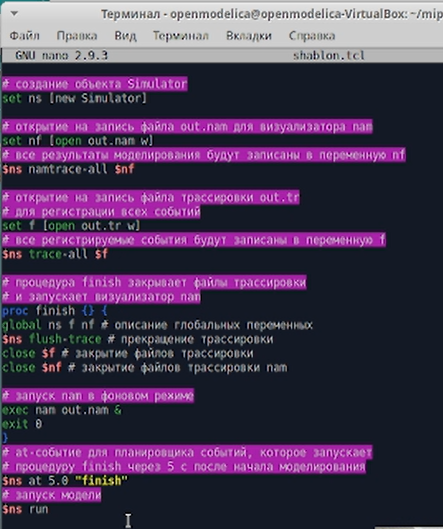 Терминал - openmodelica@openmodelica-VirtualBox: ~/mip
Файл Правка Вид Терминал Вкладки Справка
GNU nano 2.9.3 shablon.tcl
# создание объекта Simulator
set ns [new Simulator]
# открытие на запись файла out.nam для визуализатора nam
set nf [open out.nam w]
# все результаты моделирования будут записаны в переменную nf
$ns namtrace-all $nf
# открытие на запись файла трассировки out.tr
# для регистрации всех событий
set f [open out.tr w]
# все регистрируемые события будут записаны в переменную f
$ns trace-all $f
# процедура finish закрывает файлы трассировки
# и запускает визуализатор nam
proc finish {} {
global ns f nf # описание глобальных переменных
$ns flush-trace # прекращение трассировки
close $f # закрытие файлов трассировки
close $nf # закрытие файлов трассировки nam
# запуск nam в фоновом режиме
exec nam out.nam &
exit 0
}
# at-событие для планировщика событий, которое запускает
# процедуру finish через 5 с после начала моделирования
$ns at 5.0 "finish"
# запуск модели
$ns run